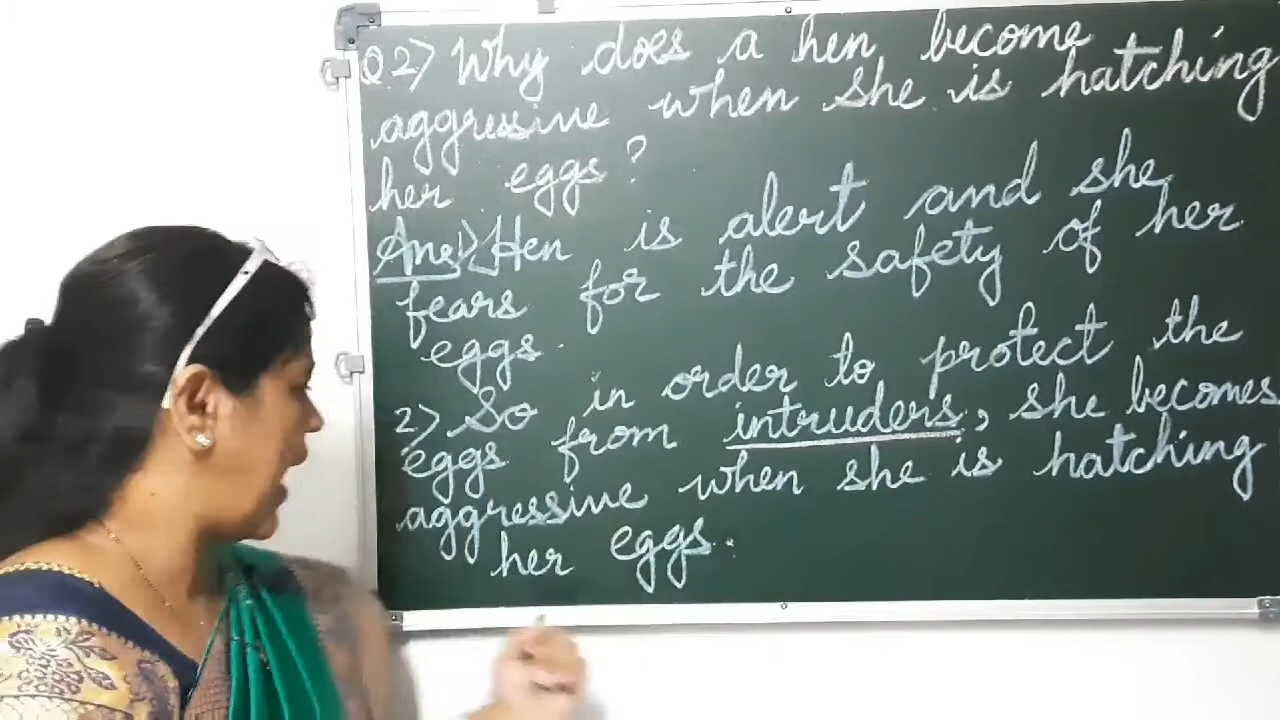 Q.2) Why does a hen become
aggressive when she is hatching
her eggs?
Ans) Hen is alert and she
fears for the safety of her
eggs.
2) So in order to protect the
eggs from intruders, she becomes
aggressive when she is hatching
her eggs.